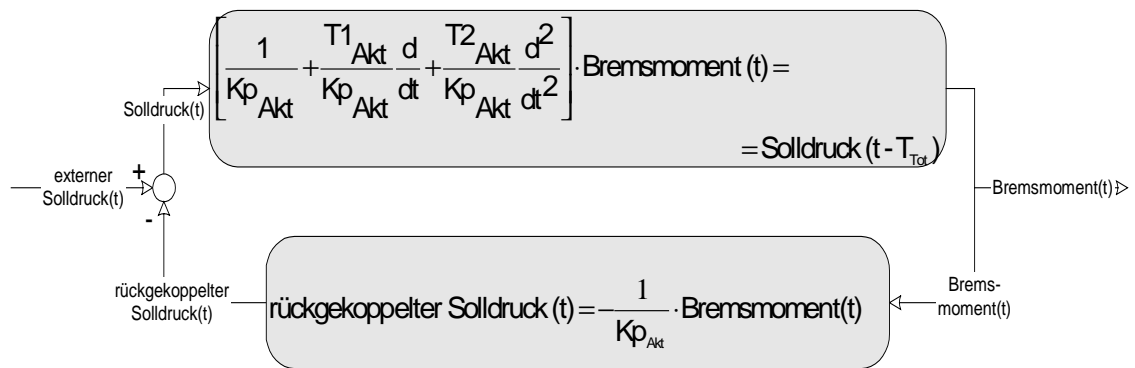 [1/Kp_Akt + T1_Akt/Kp_Akt d/dt + T2_Akt/Kp_Akt d²/dt²] · Bremsmoment (t) =
= Solldruck (t - T_Tot)
Solldruck(t)
externer
Solldruck(t)
+
-
Bremsmoment(t)
rückgekoppelter
Solldruck(t)
rückgekoppelter Solldruck (t) = - 1/Kp_Akt · Bremsmoment(t)
Brems-
moment(t)